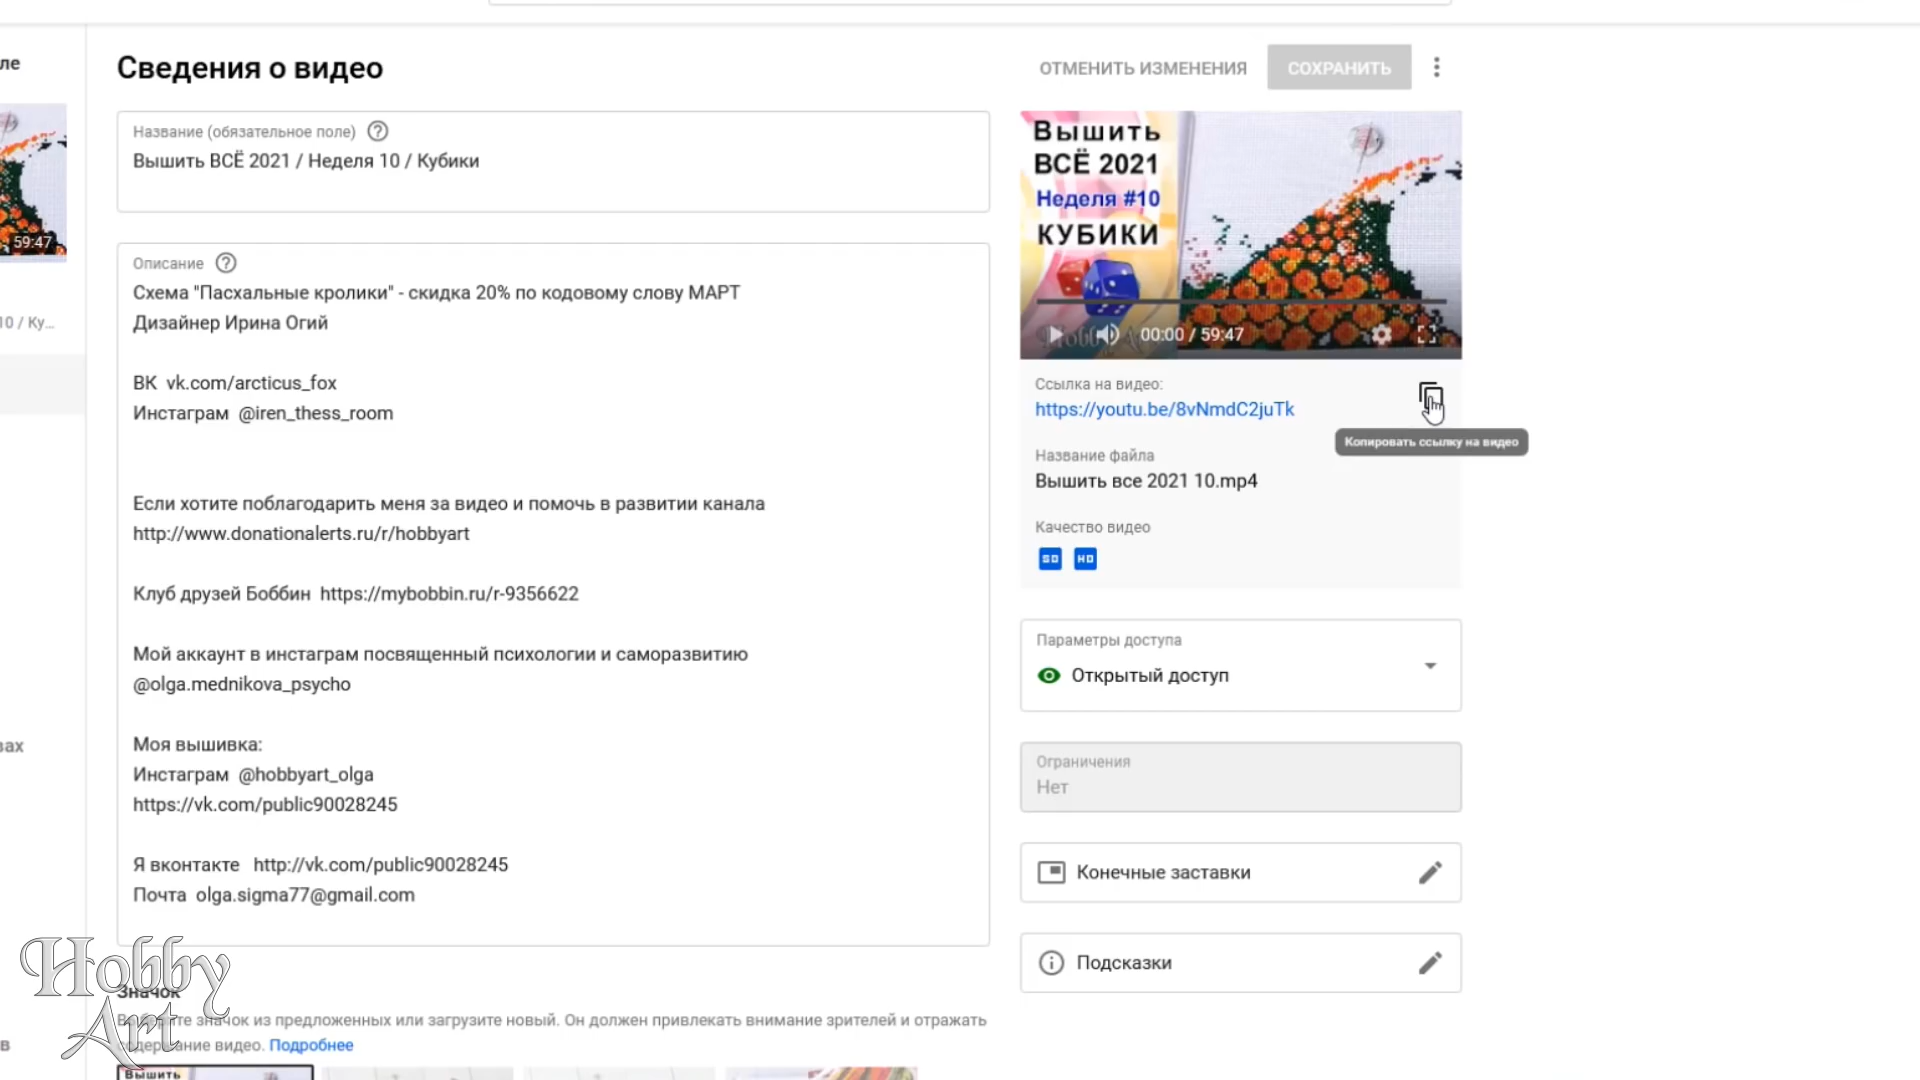 ле
Сведения о видео
ОТМЕНИТЬ ИЗМЕНЕНИЯ
СОХРАНИТЬ
59:47
10 / Ку...
вах
в
Название (обязательное поле)
Вышить ВСЁ 2021 / Неделя 10 / Кубики
Описание
Схема "Пасхальные кролики" - скидка 20% по кодовому слову МАРТ
Дизайнер Ирина Огий
ВК vk.com/arcticus_fox
Инстаграм @iren_thess_room
Если хотите поблагодарить меня за видео и помочь в развитии канала
http://www.donationalerts.ru/r/hobbyart
Клуб друзей Боббин https://mybobbin.ru/r-9356622
Мой аккаунт в инстаграм посвященный психологии и саморазвитию
@olga.mednikova_psycho
Моя вышивка:
Инстаграм @hobbyart_olga
https://vk.com/public90028245
Я вконтакте http://vk.com/public90028245
Почта olga.sigma77@gmail.com
Hobby
Art
Значок
значок из предложенных или загрузите новый. Он должен привлекать внимание зрителей и отражать
видео. Подробнее
Вышить
Вышить
ВСЁ 2021
Неделя #10
КУБИКИ
00:00 / 59:47
Ссылка на видео:
https://youtu.be/8vNmdC2juTk
Копировать ссылку на видео
Название файла
Вышить все 2021 10.mp4
Качество видео
SD HD
Параметры доступа
Открытый доступ
Ограничения
Нет
Конечные заставки
Подсказки